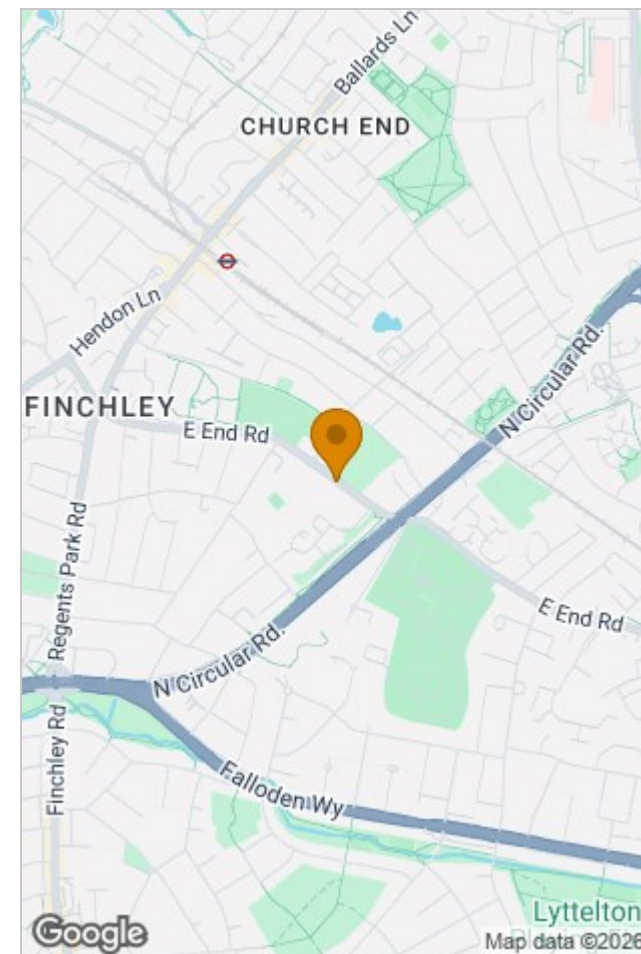 Ballards Ln
CHURCH END
Hendon Ln
N Circular Rd.
FINCHLEY
E End Rd
Regents Park Rd
E End Rd
N Circular Rd.
Finchley Rd
Falloden Wy
Lyttelton
Google
Map data ©2026